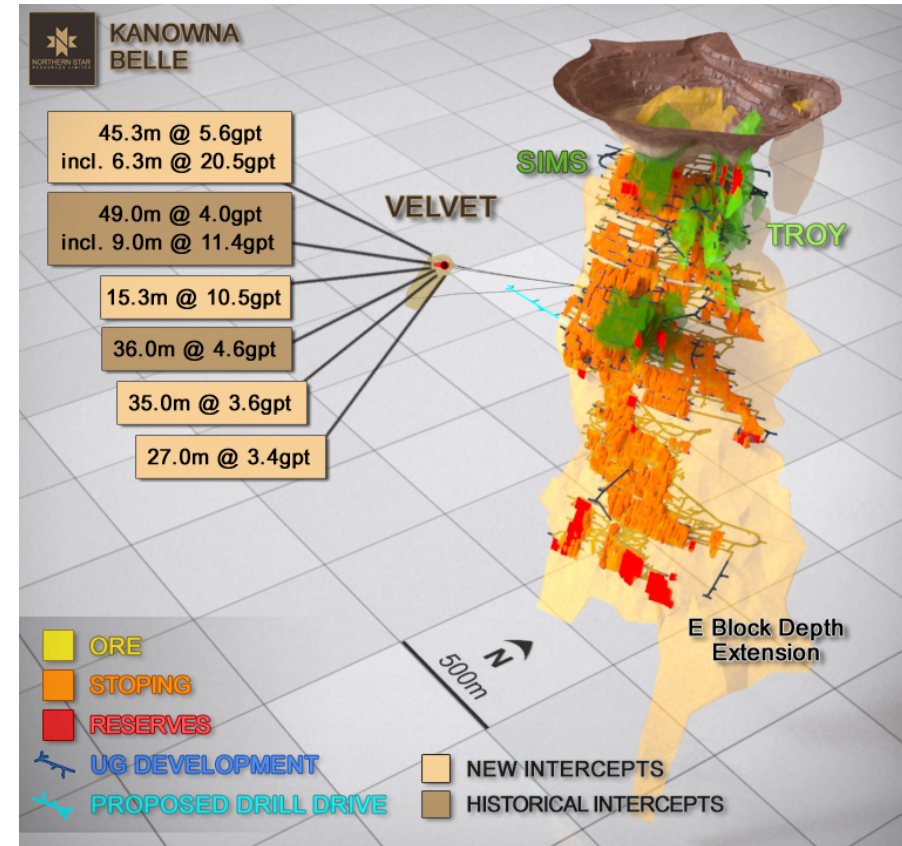 KANOWNA
BELLE
NORTHERN STAR
RESOURCES LIMITED
45.3m @ 5.6gpt
incl. 6.3m @ 20.5gpt
49.0m @ 4.0gpt
incl. 9.0m @ 11.4gpt
15.3m @ 10.5gpt
36.0m @ 4.6gpt
35.0m @ 3.6gpt
27.0m @ 3.4gpt
VELVET
SIMS
TROY
E Block Depth
Extension
N
500m
ORE
STOPING
RESERVES
UG DEVELOPMENT
PROPOSED DRILL DRIVE
NEW INTERCEPTS
HISTORICAL INTERCEPTS